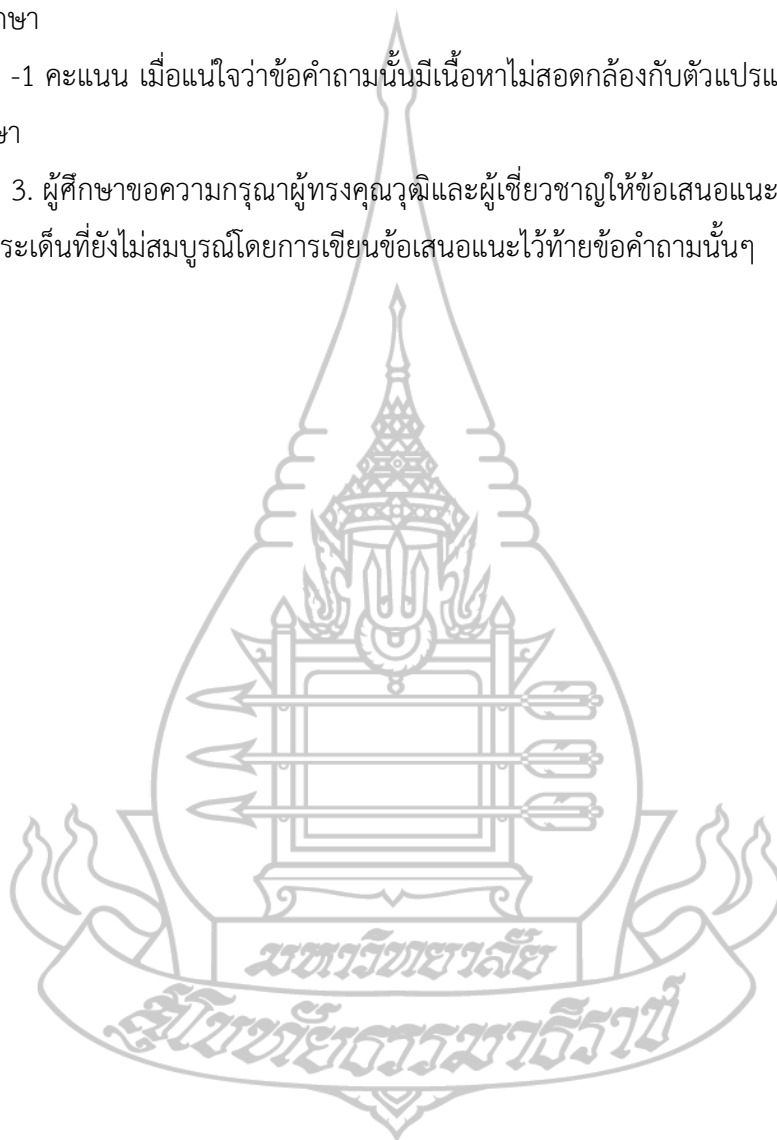 าษา
-1 คะแนน เมื่อแน่ใจว่าข้อคำถามนั้นมีเนื้อหาไม่สอดกล้องกับตัวแปรแ
ษา
3. ผู้ศึกษาขอความกรุณาผู้ทรงคุณวุฒิและผู้เชี่ยวชาญให้ข้อเสนอแนะ
ระเด็นที่ยังไม่สมบูรณ์โดยการเขียนข้อเสนอแนะไว้ท้ายข้อคำถามนั้นๆ
มหาวิทยาลัย
สุโขทัยธรรมาธิราช